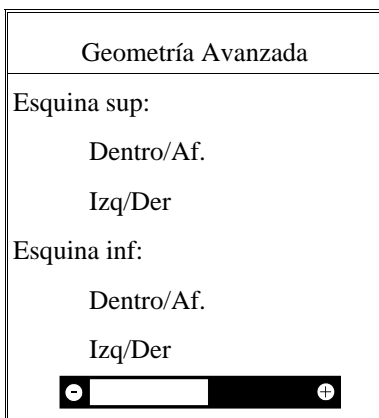 Geometría Avanzada
Esquina sup:
Dentro/Af.
Izq/Der
Esquina inf:
Dentro/Af.
Izq/Der